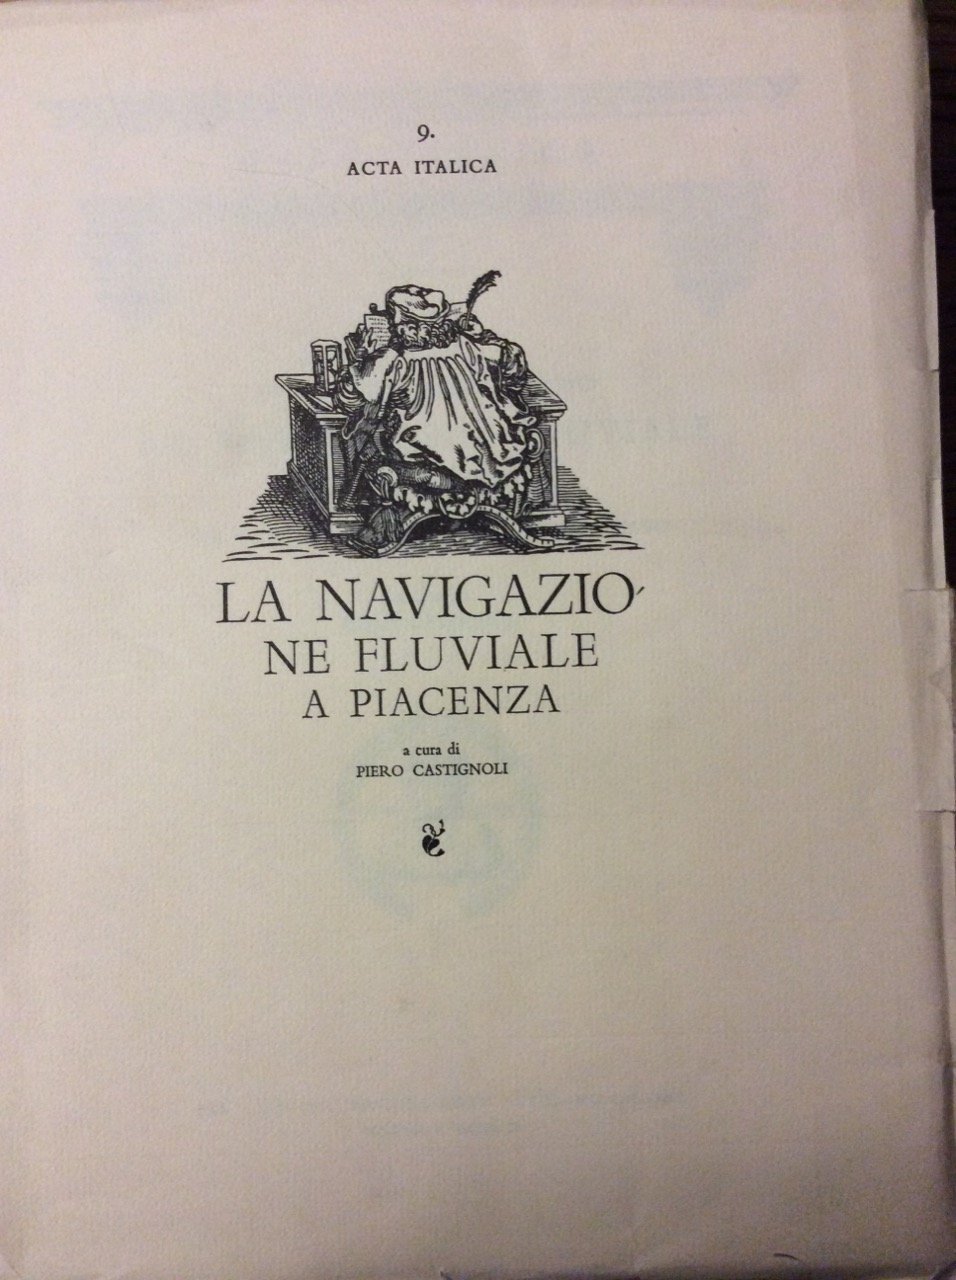 9.
ACTA ITALICA
LA NAVIGAZIO-
NE FLUVIALE
A PIACENZA
a cura di
PIERO CASTIGNOLI